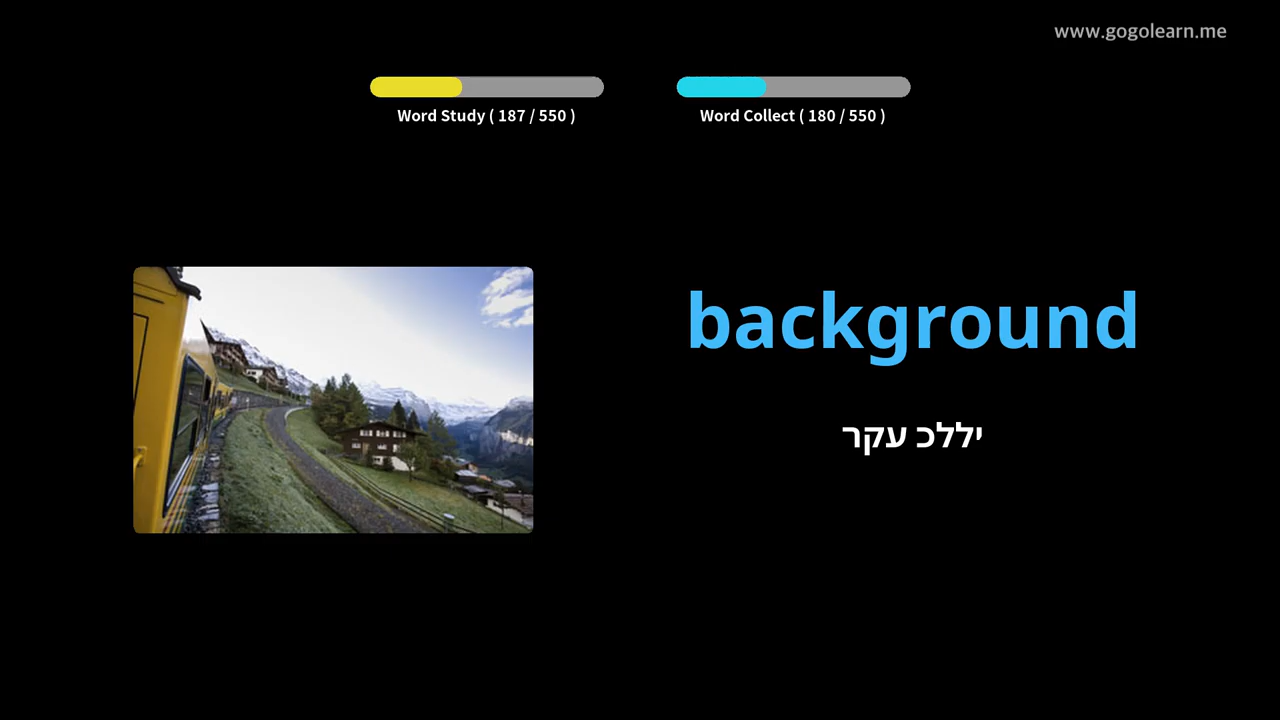 www.gogolearn.me
Word Study ( 187 / 550 )
Word Collect ( 180 / 550 )
background
יללכ עקר